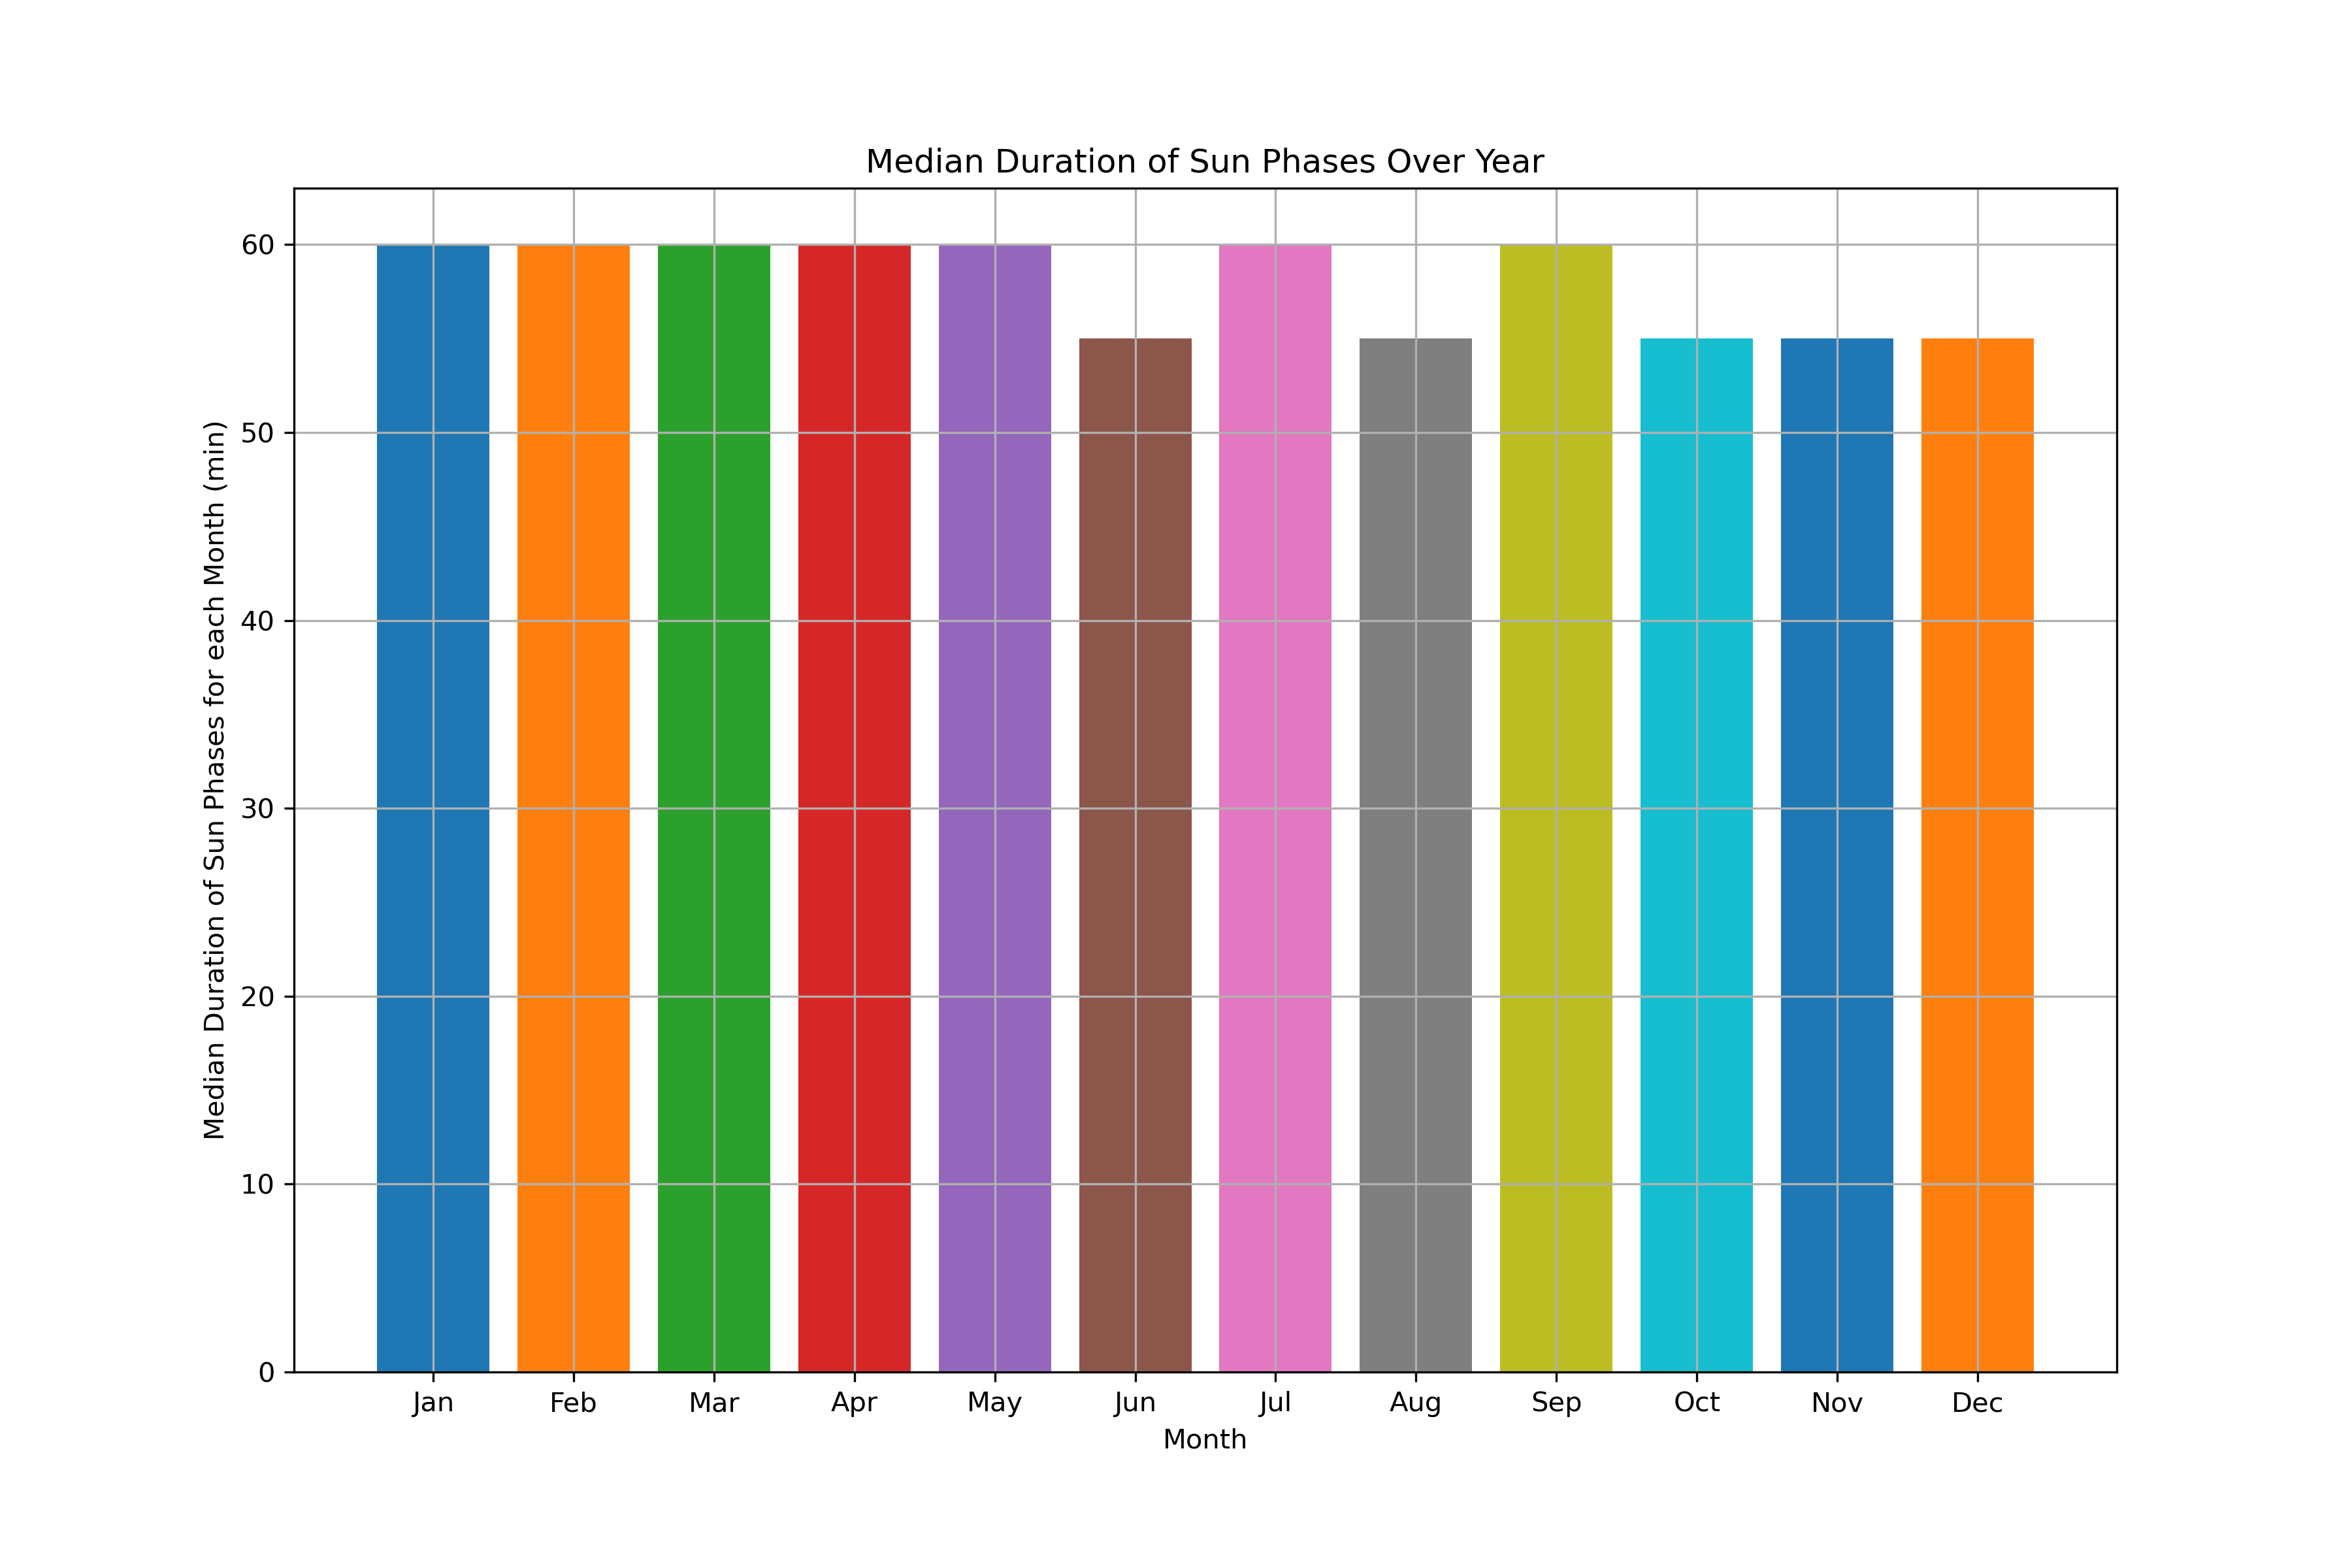 Median Duration of Sun Phases Over Year
Median Duration of Sun Phases for each Month (min)
60
50
40
30
20
10
0
Jan Feb Mar Apr May Jun Jul Aug Sep Oct Nov Dec
Month